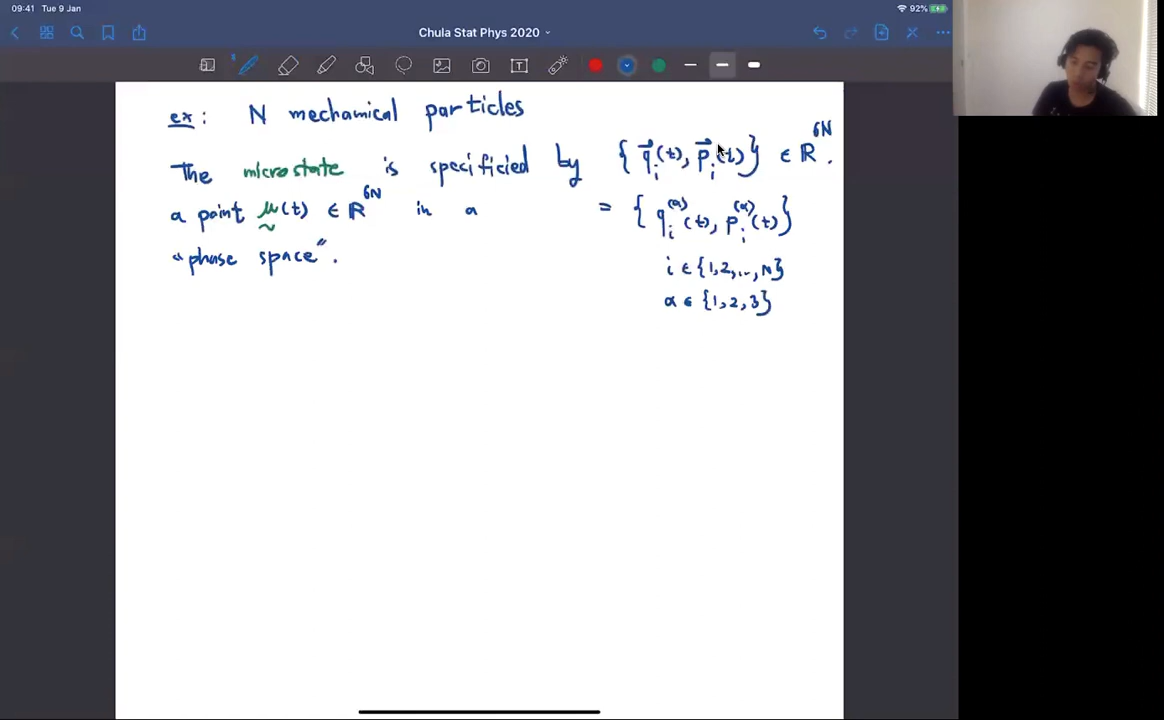 09:41 Tue 9 Jan
92%
Chula Stat Phys 2020
ex: N mechanical particles
The microstate is specificied by { q⃗ᵢ(t), p⃗ᵢ(t)} ∈ ℝ⁶ᴺ.
a point μ(t) ∈ ℝ⁶ᴺ in a
= { qᵢ⁽ᵅ⁾(t), pᵢ⁽ᵅ⁾(t)}
"phase space".
i ∈ {1,2,..,N}
α ∈ {1,2,3}